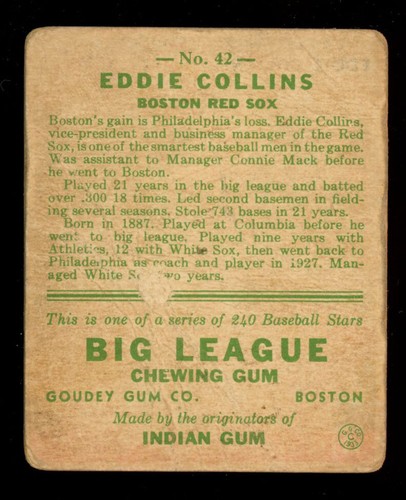 — No. 42 —
EDDIE COLLINS
BOSTON RED SOX
Boston's gain is Philadelphia's loss. Eddie Collins,
vice-president and business manager of the Red
Sox, is one of the smartest baseball men in the game.
Was assistant to Manager Connie Mack before
he went to Boston.
Played 21 years in the big league and batted
over .300 18 times. Led second basemen in field-
ing several seasons. Stole 743 bases in 21 years.
Born in 1887. Played at Columbia before he
went to big league. Played nine years with
Athletics, 12 with White Sox, then went back to
Philadelphia as coach and player in 1927. Man-
aged White Sox two years.
This is one of a series of 240 Baseball Stars
BIG LEAGUE
CHEWING GUM
GOUDEY GUM CO. BOSTON
Made by the originators of
INDIAN GUM